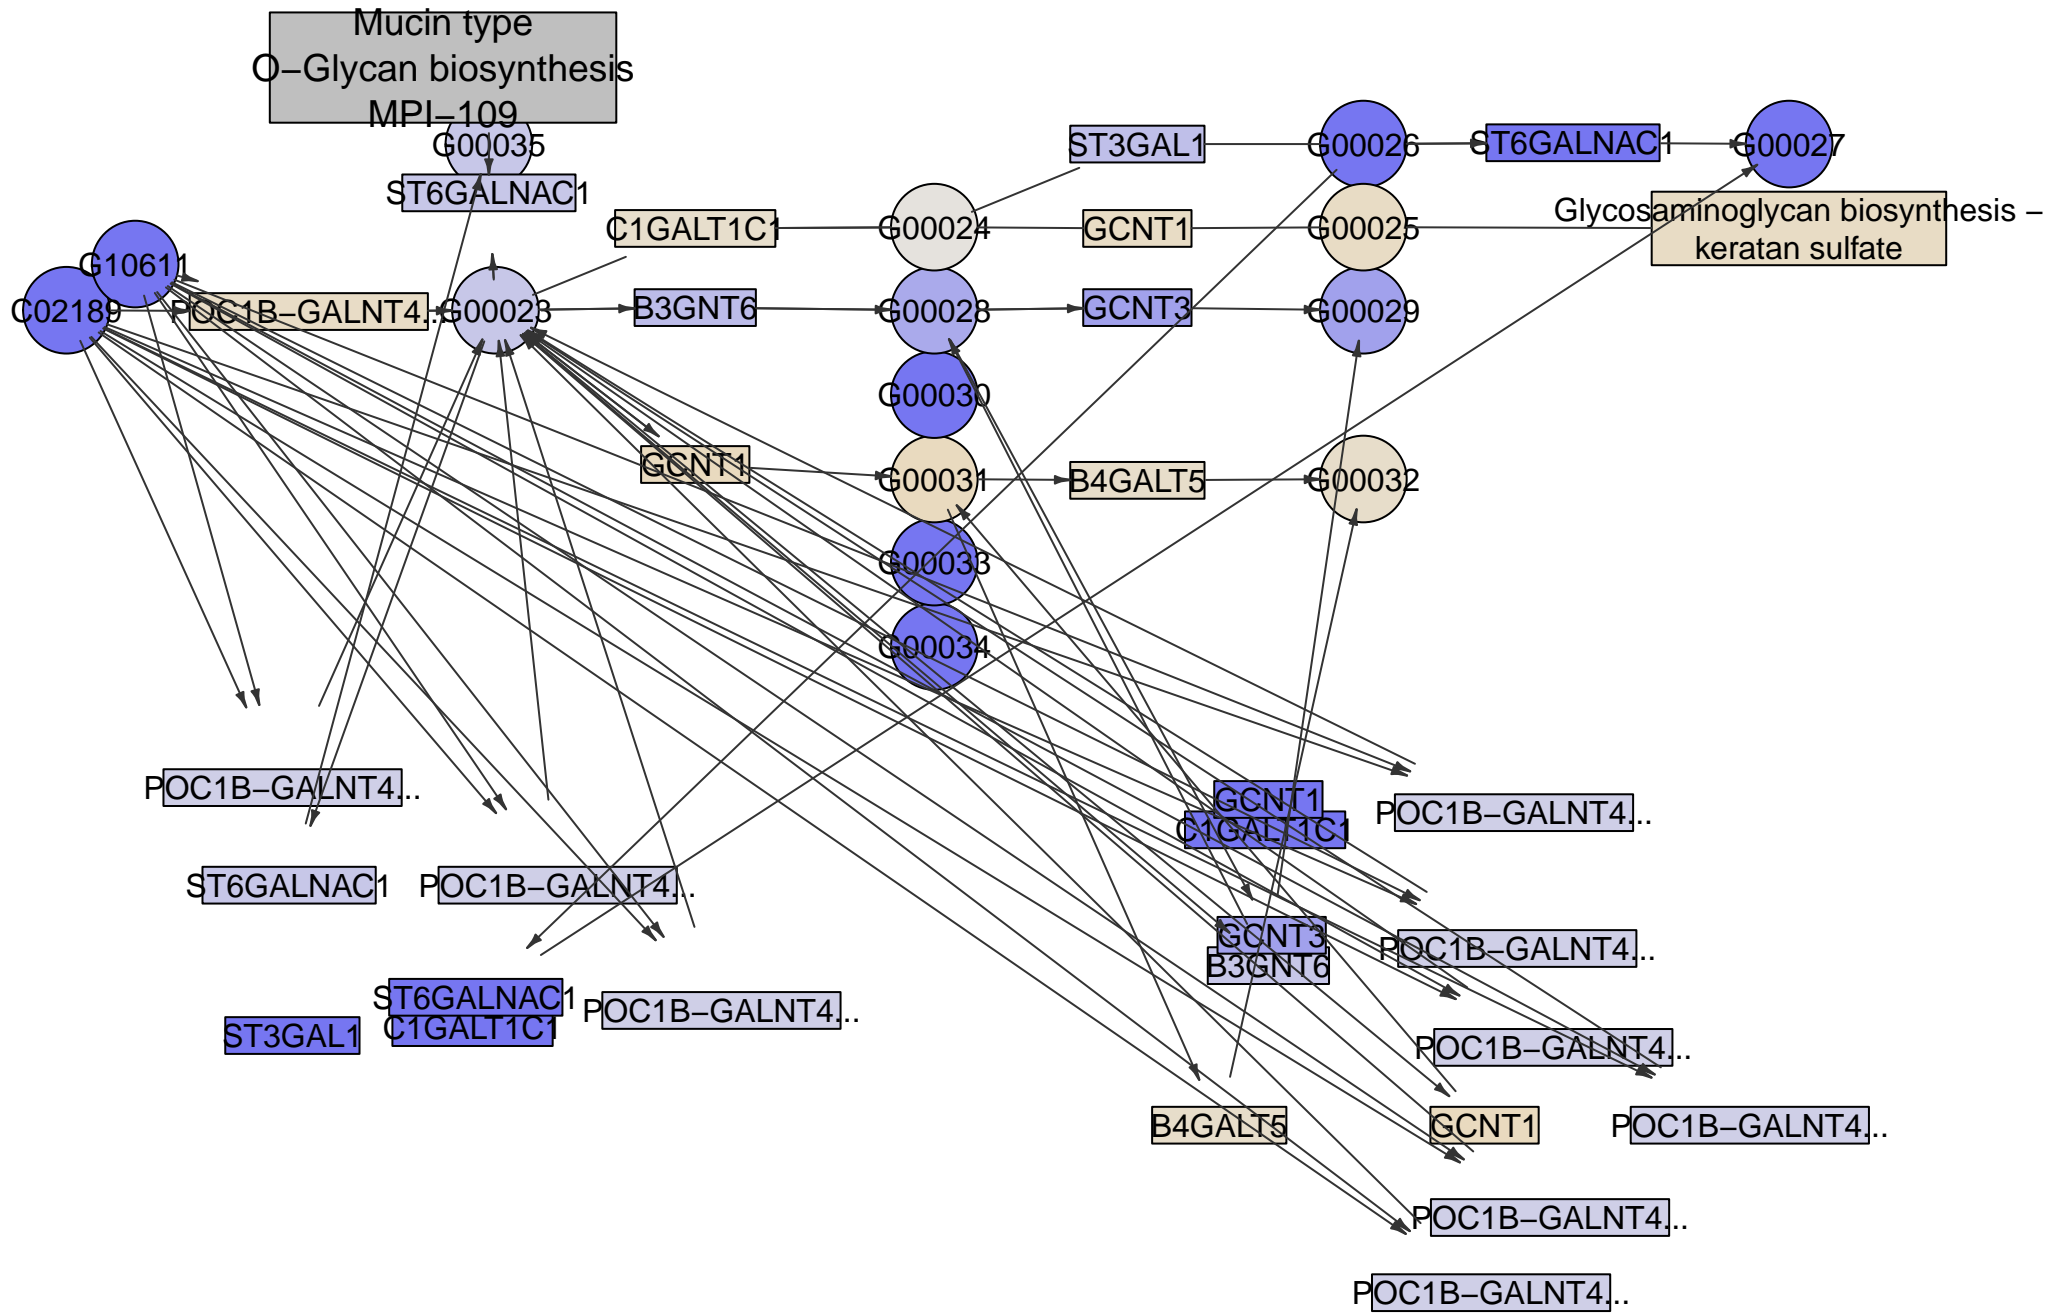 Mucin type
O−Glycan biosynthesis
MPI−109
G00035
ST6GALNAC1
ST3GAL1
G00026
ST6GALNAC1
G00027
C1GALT1C1
G00024
GCNT1
G00025
Glycosaminoglycan biosynthesis −
keratan sulfate
G10611
C02189
POC1B−GALNT4...
G00023
B3GNT6
G00028
GCNT3
G00029
G00030
GCNT1
G00031
B4GALT5
G00032
G00033
G00034
POC1B−GALNT4...
GCNT1
C1GALT1C1
POC1B−GALNT4...
ST6GALNAC1
POC1B−GALNT4...
GCNT3
B3GNT6
POC1B−GALNT4...
ST6GALNAC1
C1GALT1C1
ST3GAL1
POC1B−GALNT4...
POC1B−GALNT4...
B4GALT5
GCNT1
POC1B−GALNT4...
POC1B−GALNT4...
POC1B−GALNT4...